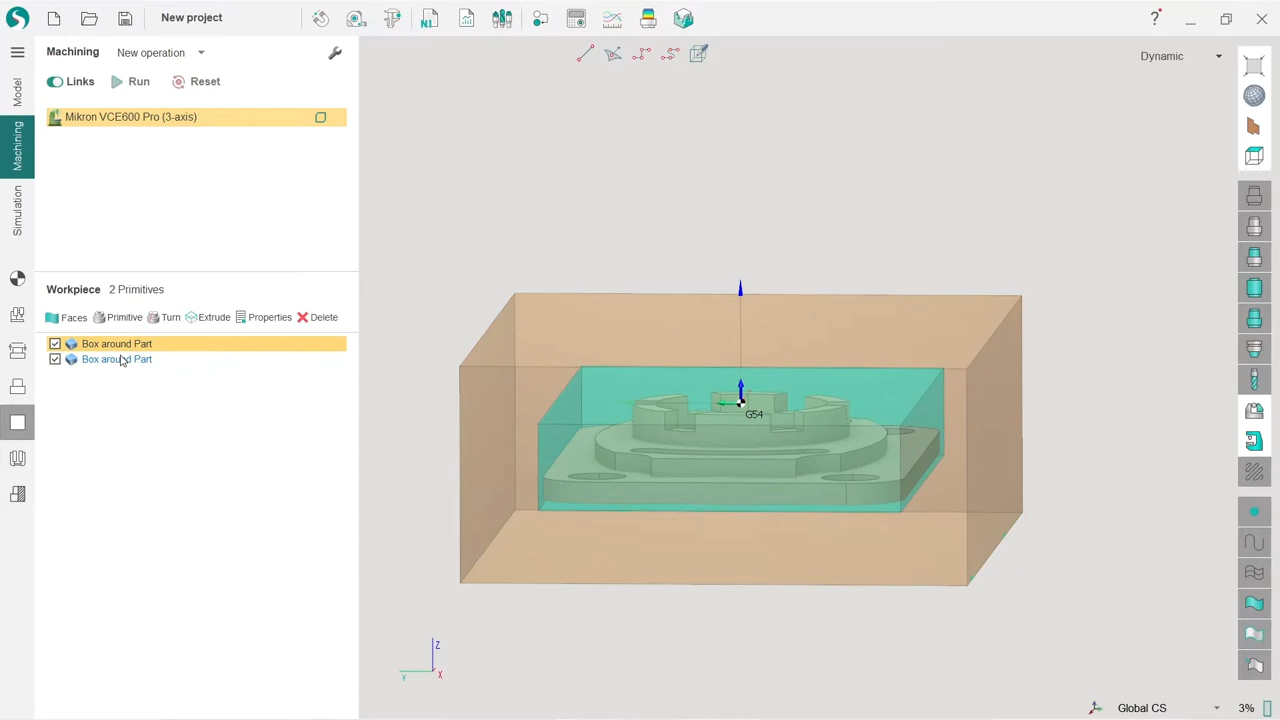 New project
N1
?
Machining
New operation
Dynamic
Links
Run
Reset
Model
Mikron VCE600 Pro (3-axis)
Machining
Simulation
Workpiece
2 Primitives
Faces
Primitive
Turn
Extrude
Properties
Delete
Box around Part
Box around Part
G54
Z
Y
X
Global CS
3%